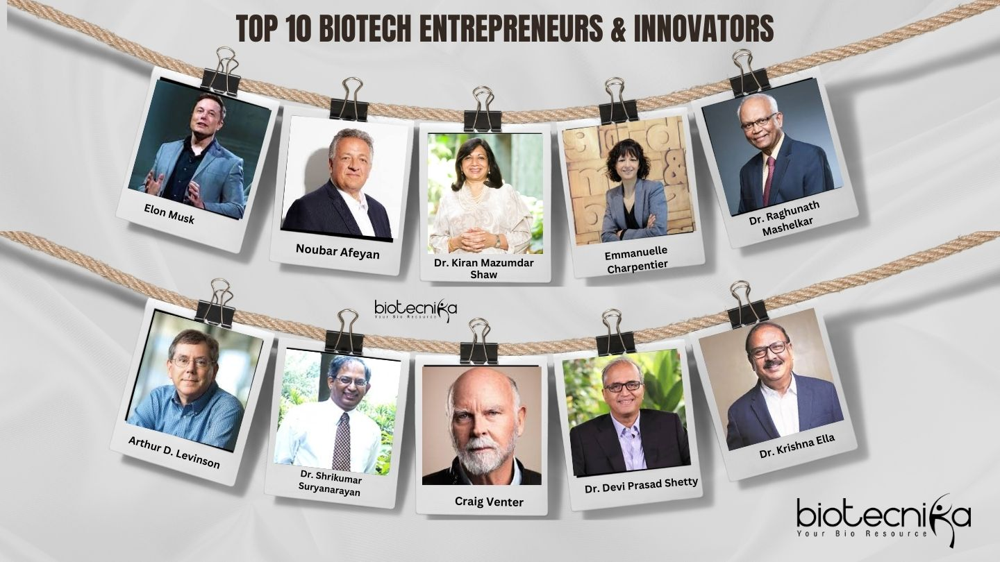 TOP 10 BIOTECH ENTREPRENEURS & INNOVATORS
Elon Musk
Noubar Afeyan
Dr. Kiran Mazumdar
Shaw
Emmanuelle
Charpentier
Dr. Raghunath
Mashelkar
biotecnika
Your Bio Resource
Arthur D. Levinson
Dr. Shrikumar
Suryanarayan
Craig Venter
Dr. Devi Prasad Shetty
Dr. Krishna Ella
biotecnika
Your Bio Resource